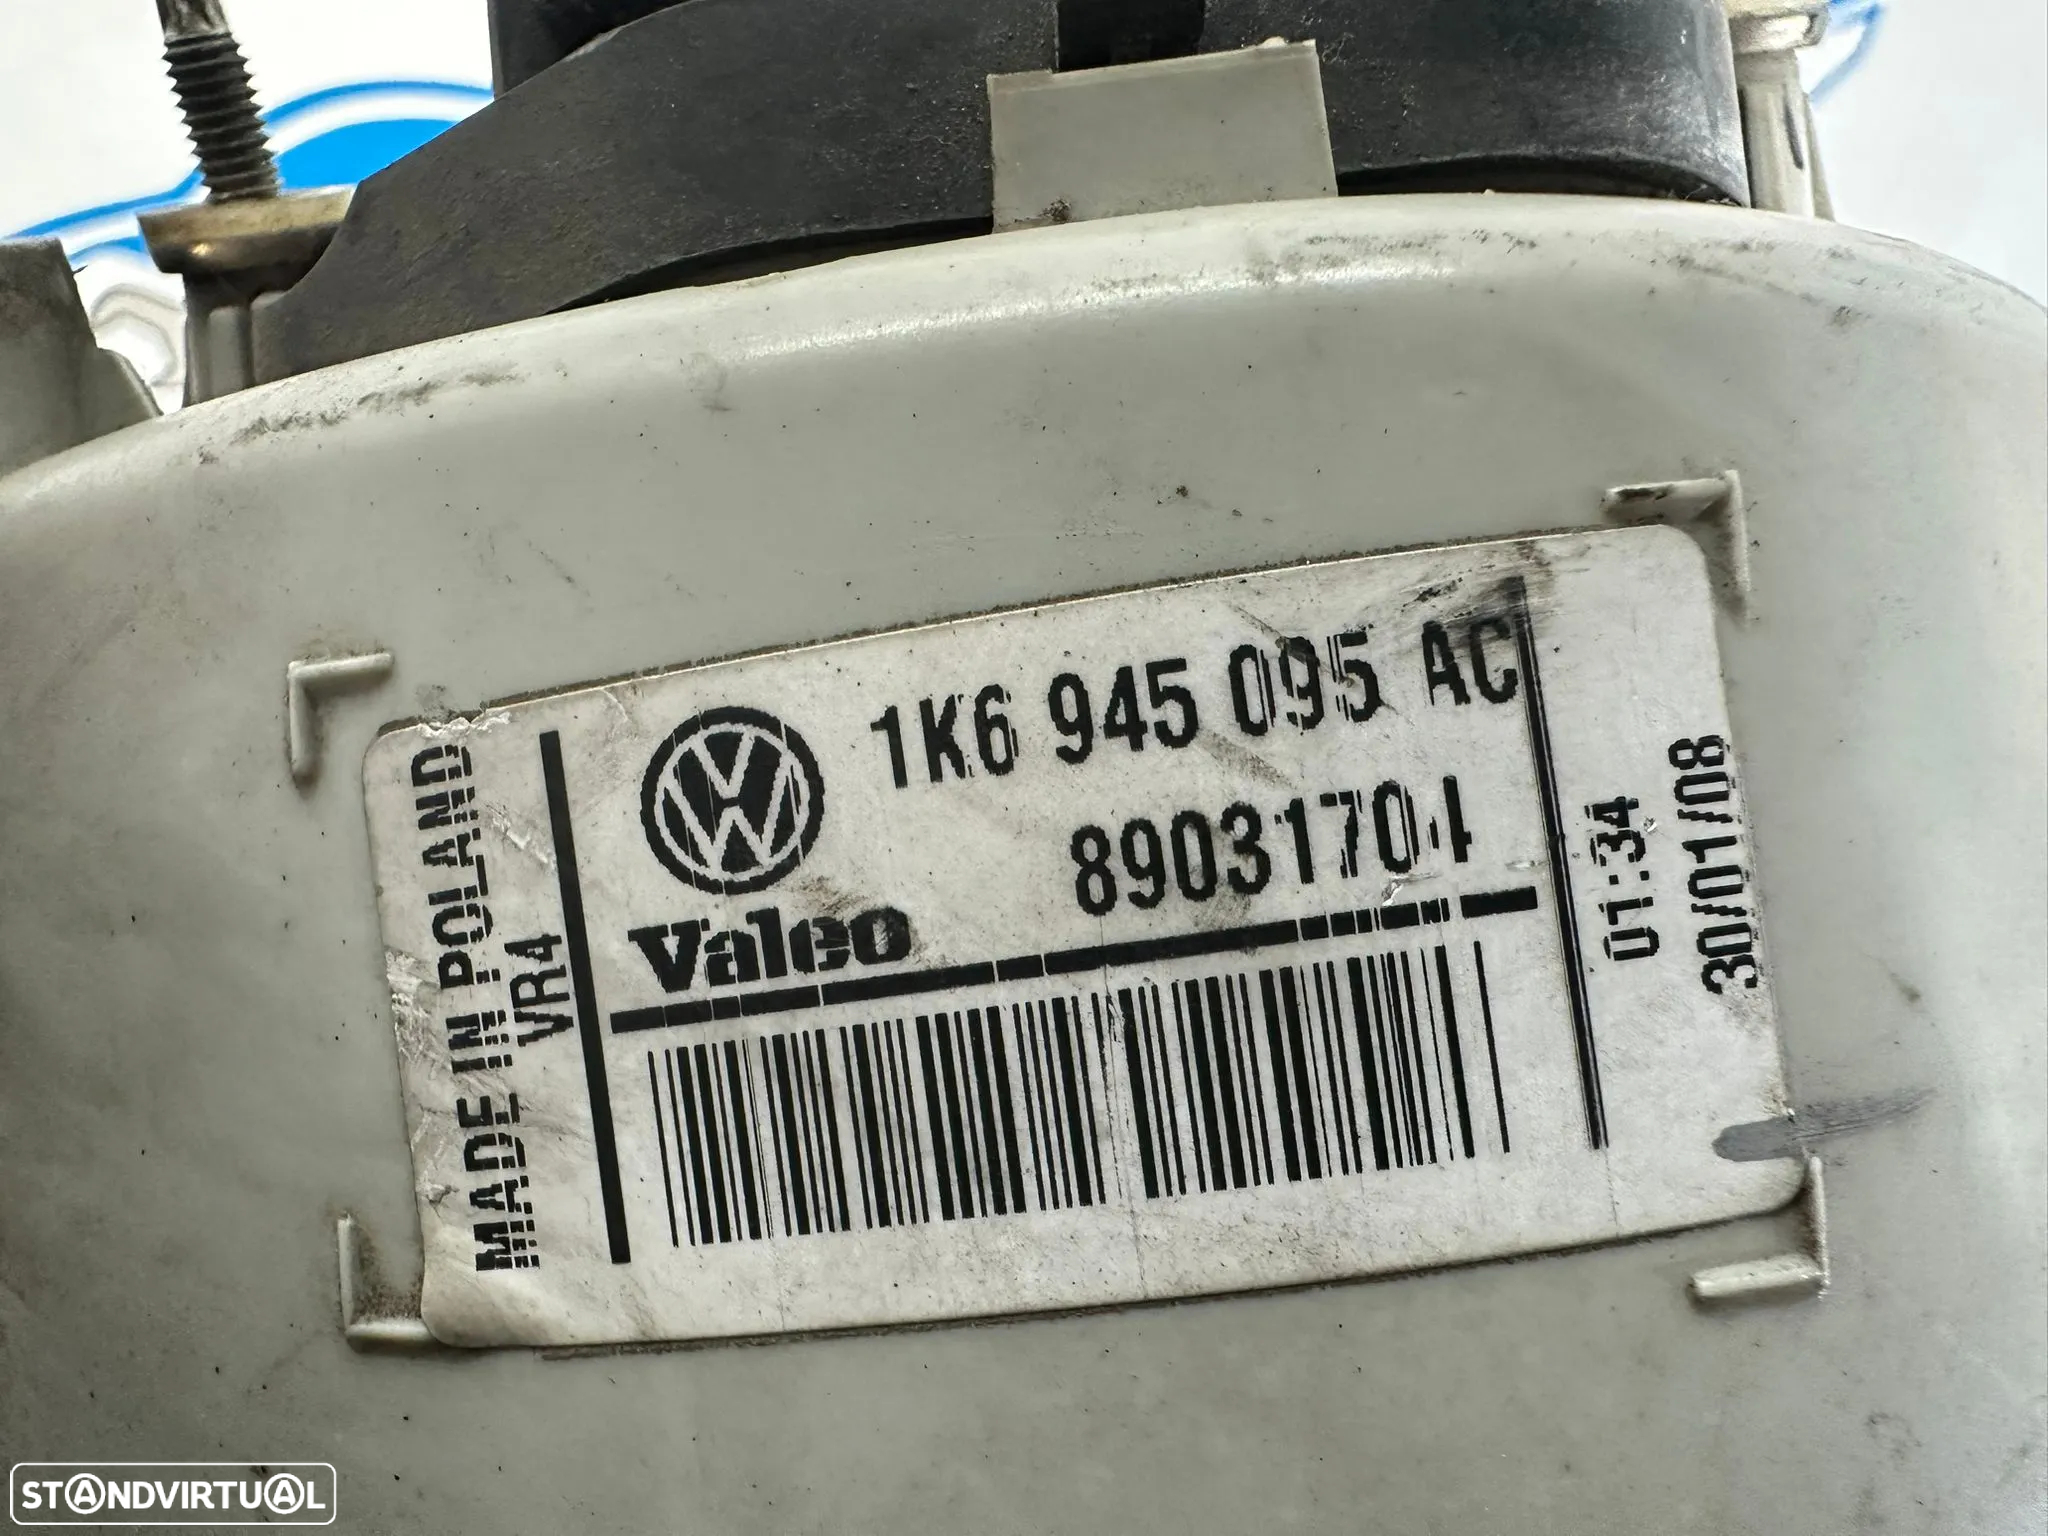 MADE IN POLAND
VR4
1K6 945 095 AC
89031704
Valeo
01:34
30/01/08
STANDVIRTUAL